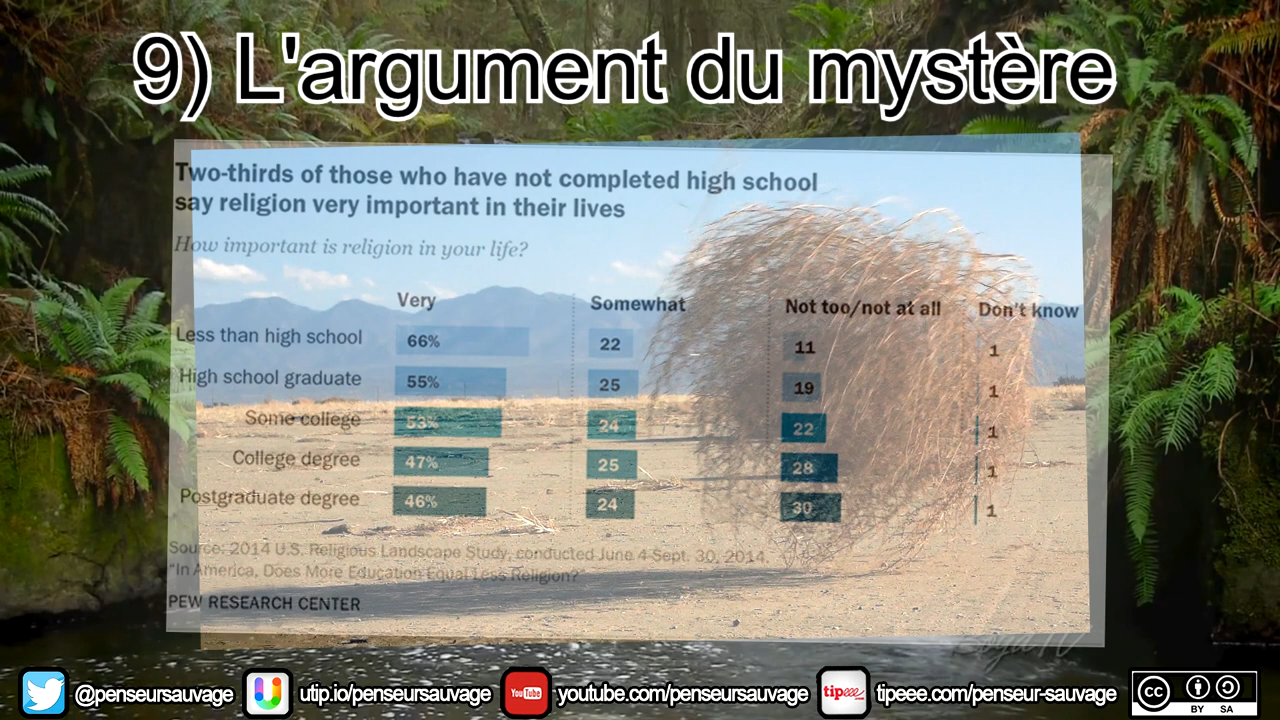 9) L'argument du mystère
Two-thirds of those who have not completed high school
say religion very important in their lives
How important is religion in your life?
Very Somewhat Not too/not at all Don't know
Less than high school 66% 22 11 1
High school graduate 55% 25 19 1
Some college 53% 24 22 1
College degree 47% 25 28 1
Postgraduate degree 46% 24 30 1
Source: 2014 U.S. Religious Landscape Study, conducted June 4-Sept. 30, 2014.
"In America, Does More Education Equal Less Religion?"
PEW RESEARCH CENTER
@penseursauvage utip.io/penseursauvage YouTube youtube.com/penseursauvage tipeee tipeee.com/penseur-sauvage cc BY SA